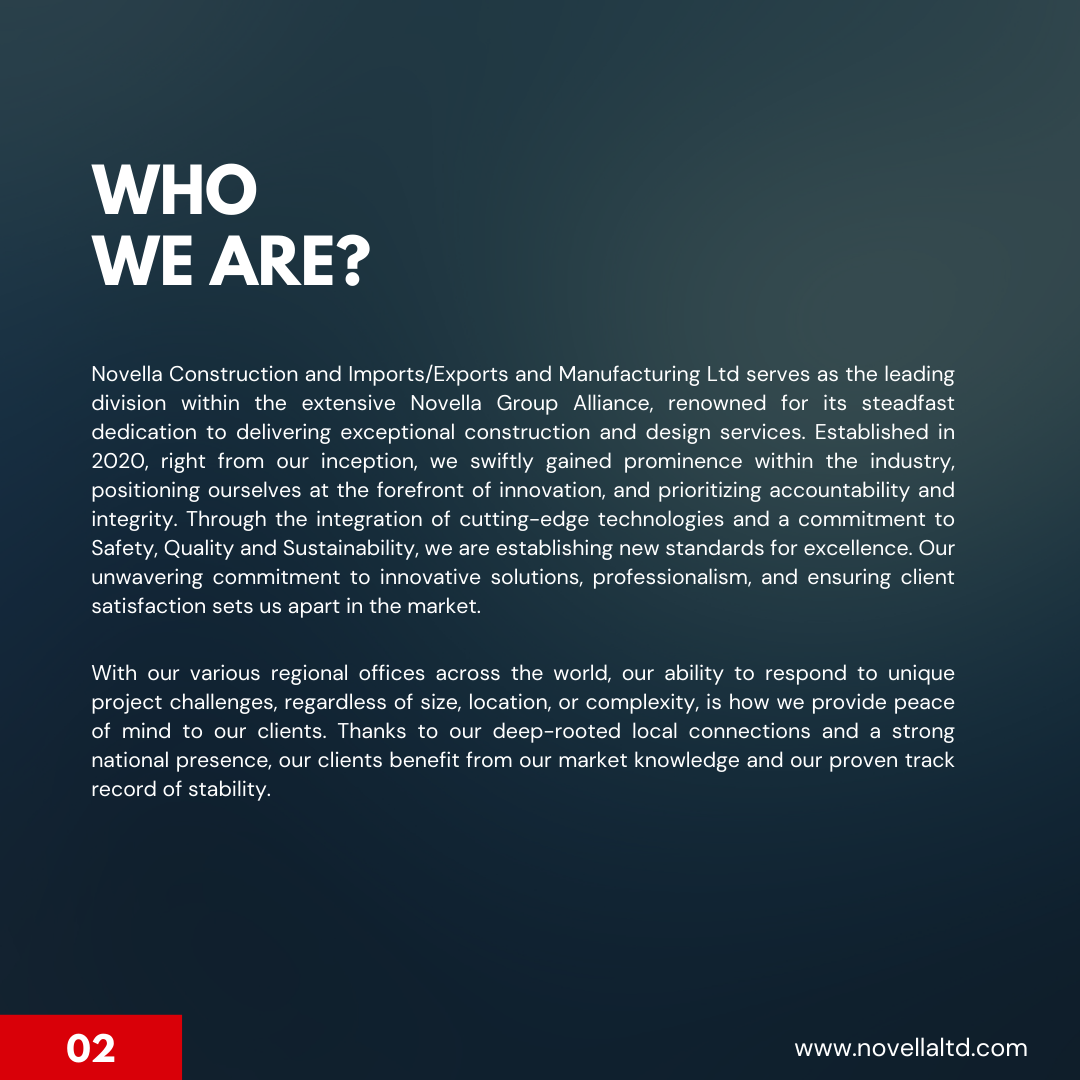 WHO
WE ARE?
Novella Construction and Imports/Exports and Manufacturing Ltd serves as the leading
division within the extensive Novella Group Alliance, renowned for its steadfast
dedication to delivering exceptional construction and design services. Established in
2020, right from our inception, we swiftly gained prominence within the industry,
positioning ourselves at the forefront of innovation, and prioritizing accountability and
integrity. Through the integration of cutting-edge technologies and a commitment to
Safety, Quality and Sustainability, we are establishing new standards for excellence. Our
unwavering commitment to innovative solutions, professionalism, and ensuring client
satisfaction sets us apart in the market.
With our various regional offices across the world, our ability to respond to unique
project challenges, regardless of size, location, or complexity, is how we provide peace
of mind to our clients. Thanks to our deep-rooted local connections and a strong
national presence, our clients benefit from our market knowledge and our proven track
record of stability.
02
www.novellaltd.com